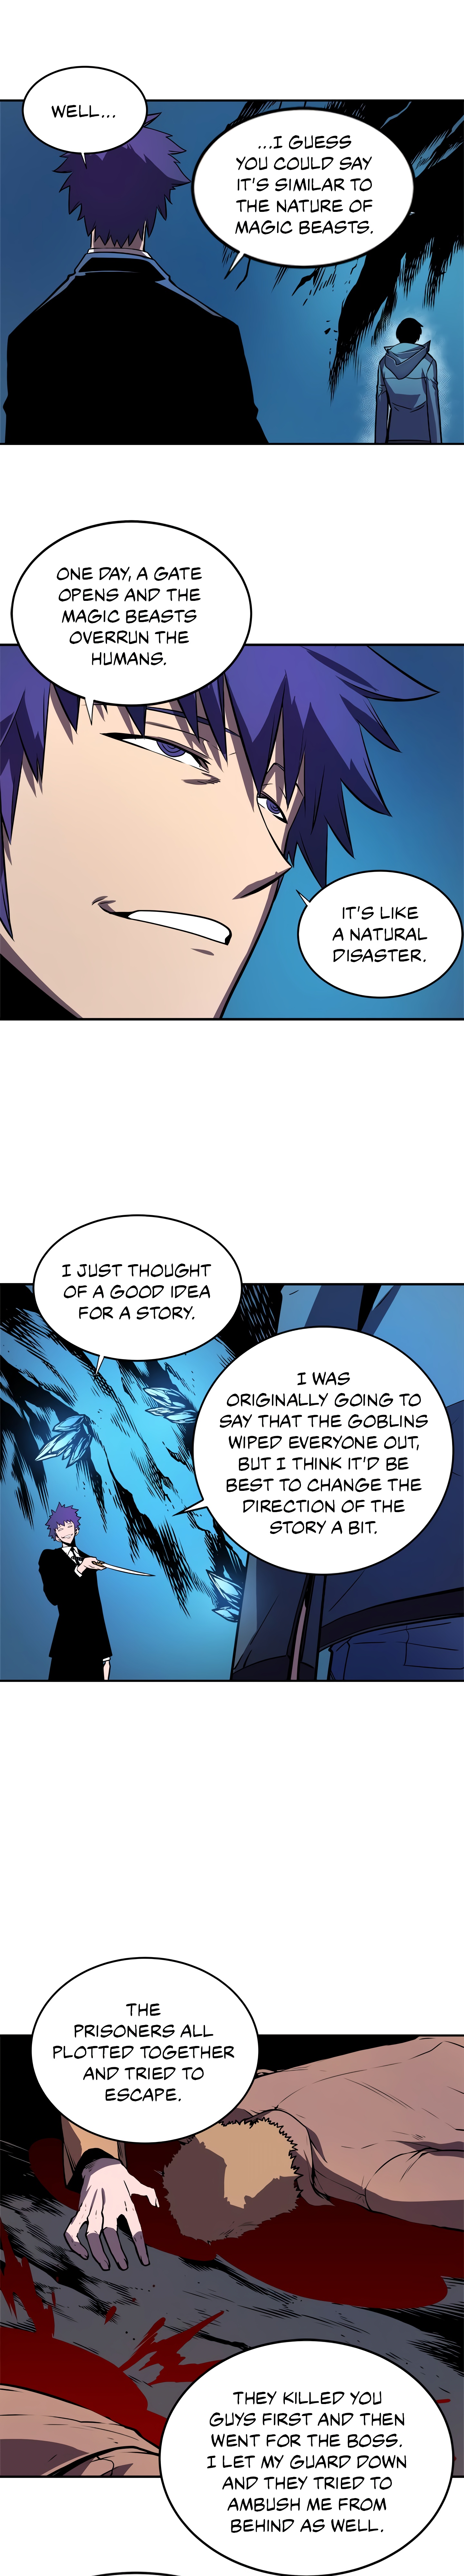 WELL...
...I GUESS
YOU COULD SAY
IT'S SIMILAR TO
THE NATURE OF
MAGIC BEASTS.
ONE DAY, A GATE
OPENS AND THE
MAGIC BEASTS
OVERRUN THE
HUMANS.
IT'S LIKE
A NATURAL
DISASTER.
I JUST THOUGHT
OF A GOOD IDEA
FOR A STORY.
I WAS
ORIGINALLY GOING TO
SAY THAT THE GOBLINS
WIPED EVERYONE OUT,
BUT I THINK IT'D BE
BEST TO CHANGE THE
DIRECTION OF THE
STORY A BIT.
THE
PRISONERS ALL
PLOTTED TOGETHER
AND TRIED TO
ESCAPE.
THEY KILLED YOU
GUYS FIRST AND THEN
WENT FOR THE BOSS.
I LET MY GUARD DOWN
AND THEY TRIED TO
AMBUSH ME FROM
BEHIND AS WELL.